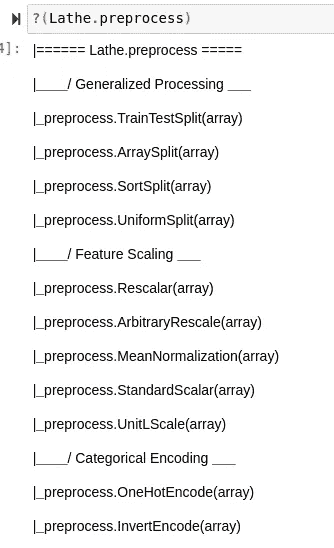 ?(Lathe.preprocess)
4]: |====== Lathe.preprocess =====
|____/ Generalized Processing ___
|_preprocess.TrainTestSplit(array)
|_preprocess.ArraySplit(array)
|_preprocess.SortSplit(array)
|_preprocess.UniformSplit(array)
|____/ Feature Scaling ___
|_preprocess.Rescalar(array)
|_preprocess.ArbitraryRescale(array)
|_preprocess.MeanNormalization(array)
|_preprocess.StandardScalar(array)
|_preprocess.UnitLScale(array)
|____/ Categorical Encoding ___
|_preprocess.OneHotEncode(array)
|_preprocess.InvertEncode(array)